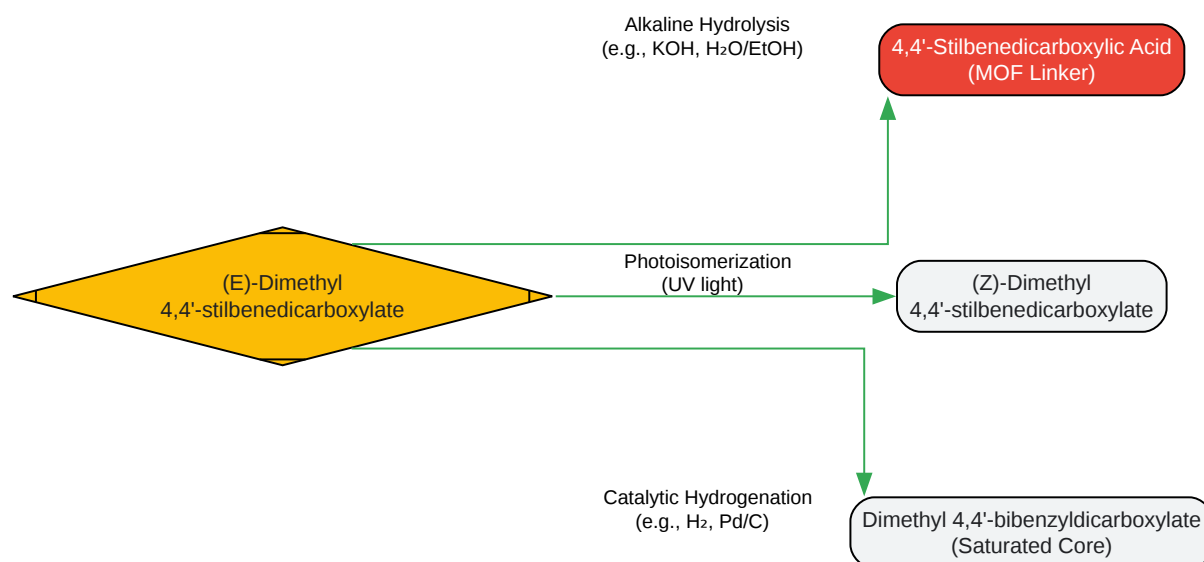 Alkaline Hydrolysis
(e.g., KOH, H₂O/EtOH)
4,4'-Stilbenedicarboxylic Acid
(MOF Linker)
(E)-Dimethyl
4,4'-stilbenedicarboxylate
Photoisomerization
(UV light)
(Z)-Dimethyl
4,4'-stilbenedicarboxylate
Catalytic Hydrogenation
(e.g., H₂, Pd/C)
Dimethyl 4,4'-bibenzyldicarboxylate
(Saturated Core)